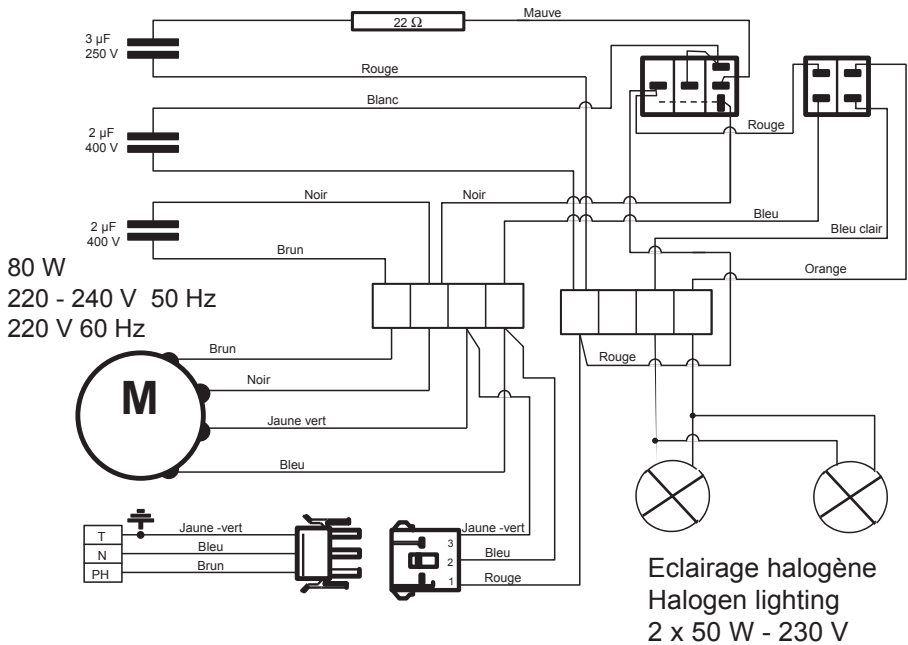 22 Ω
Mauve
3 µF
250 V
Rouge
Blanc
2 µF
400 V
Rouge
Noir
Noir
Bleu
2 µF
400 V
Bleu clair
Brun
Orange
80 W
220 - 240 V 50 Hz
220 V 60 Hz
Brun
Rouge
M
Noir
Jaune vert
Bleu
T
N
PH
Jaune -vert
Bleu
Brun
3
2
1
Jaune -vert
Bleu
Rouge
Eclairage halogène
Halogen lighting
2 x 50 W - 230 V